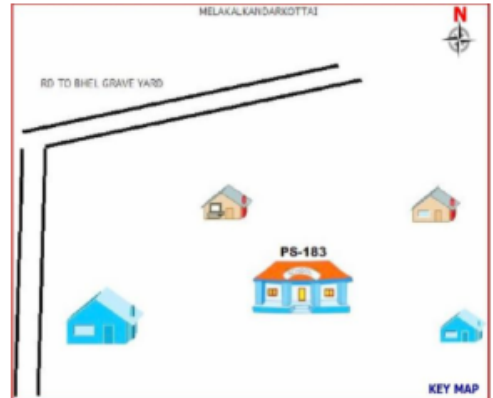 MELAKALKANDARKOTTAI
N
RD TO BHEL GRAVE YARD
PS-183
KEY MAP